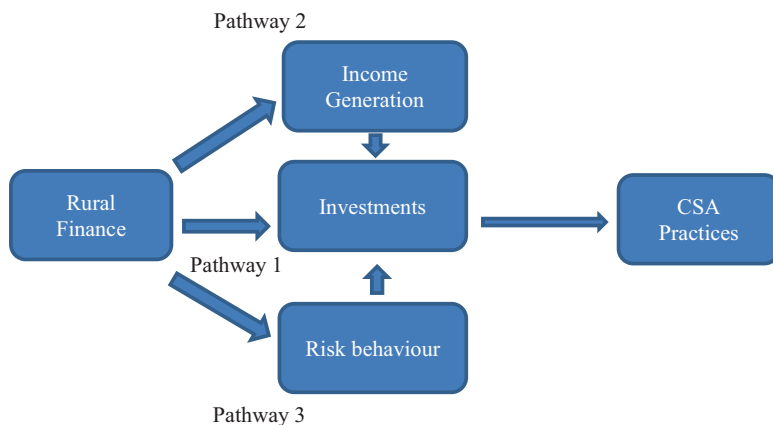 Pathway 2
Income
Generation
Rural
Finance
Investments
CSA
Practices
Pathway 1
Risk behaviour
Pathway 3